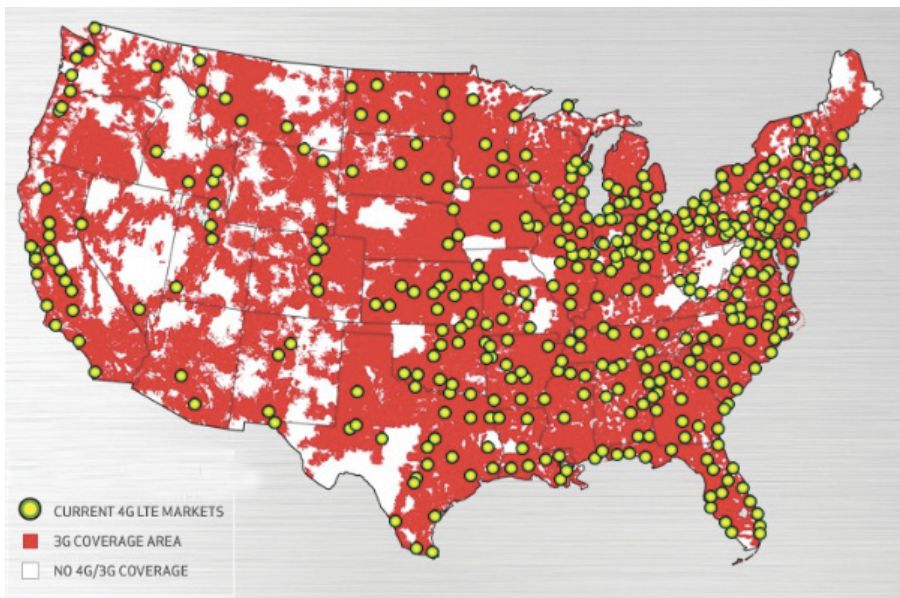 CURRENT 4G LTE MARKETS
3G COVERAGE AREA
NO 4G/3G COVERAGE